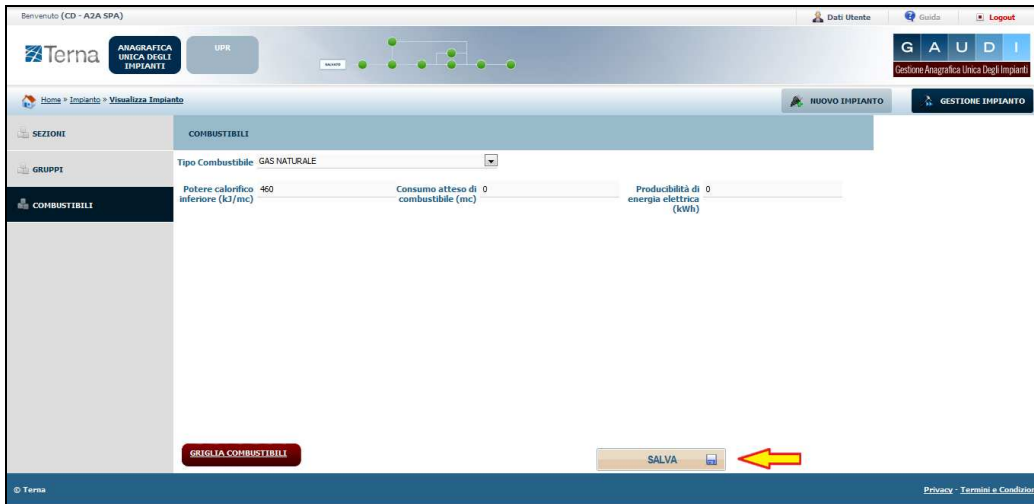 Benvenuto (CD - A2A SPA)
Dati Utente
Guida
Logout
Terna
ANAGRAFICA
UNICA DEGLI
IMPIANTI
UPR
SALVATO
G A U D I
Gestione Anagrafica Unica Degli Impianti
Home » Impianto » Visualizza Impianto
NUOVO IMPIANTO
GESTIONE IMPIANTO
SEZIONI
GRUPPI
COMBUSTIBILI
COMBUSTIBILI
Tipo Combustibile GAS NATURALE
Potere calorifico 460
inferiore (kJ/mc)
Consumo atteso di 0
combustibile (mc)
Producibilità di 0
energia elettrica
(kWh)
GRIGLIA COMBUSTIBILI
SALVA
© Terna
Privacy - Termini e Condizion